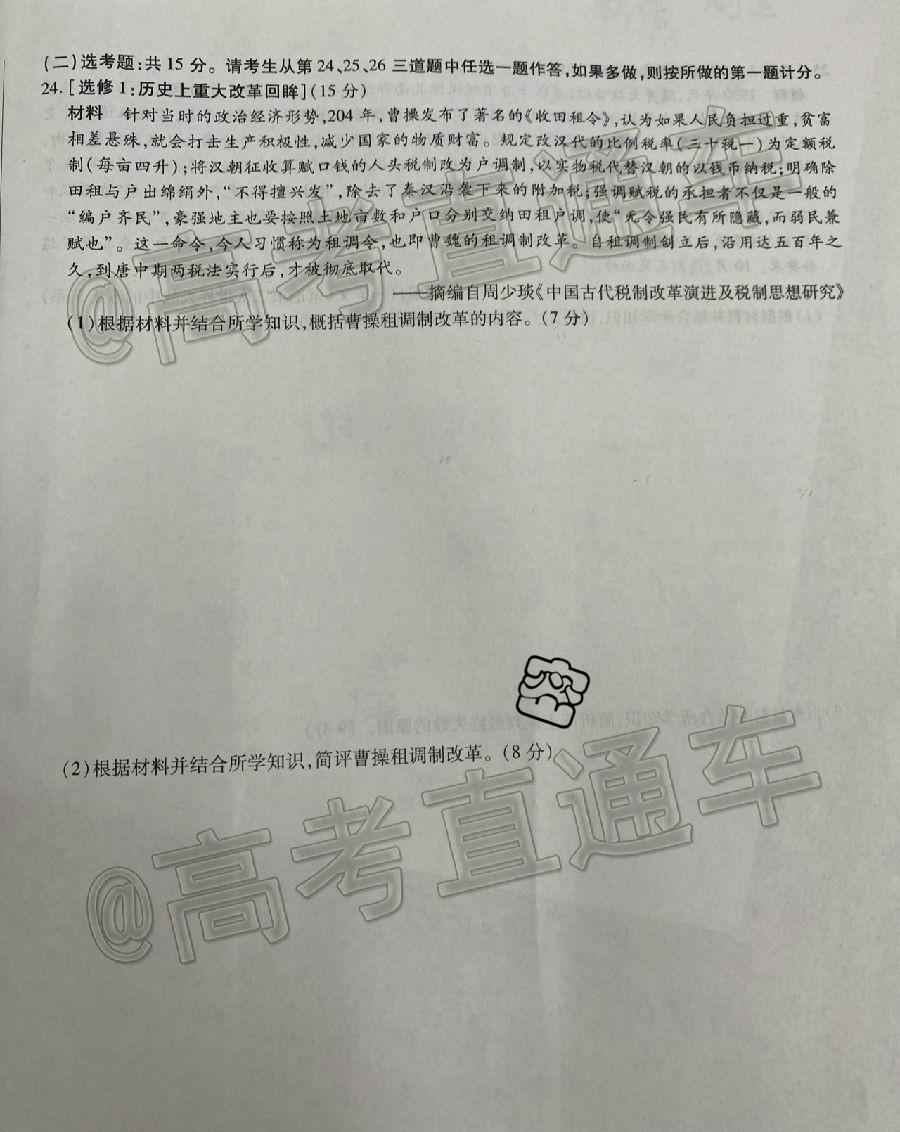 (二)选考题:共15分。请考生从第24、25、26三道题中任选一题作答,如果多做,则按所做的第一题计分。
24.[选修1:历史上重大改革回眸](15分)
材料 针对当时的政治经济形势,204年,曹操发布了著名的《收田租令》,认为如果人民负担过重,贫富
相差悬殊,就会打击生产积极性,减少国家的物质财富。规定改汉代的比例税率(三十税一)为定额税
制(每亩四升);将汉朝征收算赋口钱的人头税制改为户调制,以实物税代替汉朝的以钱币纳税;明确除
田租与户出绵绢外,“不得擅兴发”,除去了秦汉沿袭下来的附加税;强调赋税的承担者不仅是一般的
“编户齐民”,豪强地主也要按照土地亩数和户口分别交纳田租户调,使“无令强民有所隐藏,而弱民兼
赋也”。这一命令,令人习惯称为租调令,也即曹魏的租调制改革。自租调制创立后,沿用达五百年之
久,到唐中期两税法实行后,才被彻底取代。
——摘编自周少琰《中国古代税制改革演进及税制思想研究》
(1)根据材料并结合所学知识,概括曹操租调制改革的内容。(7分)
(2)根据材料并结合所学知识,简评曹操租调制改革。(8分)
@高考直通车
@高考直通车